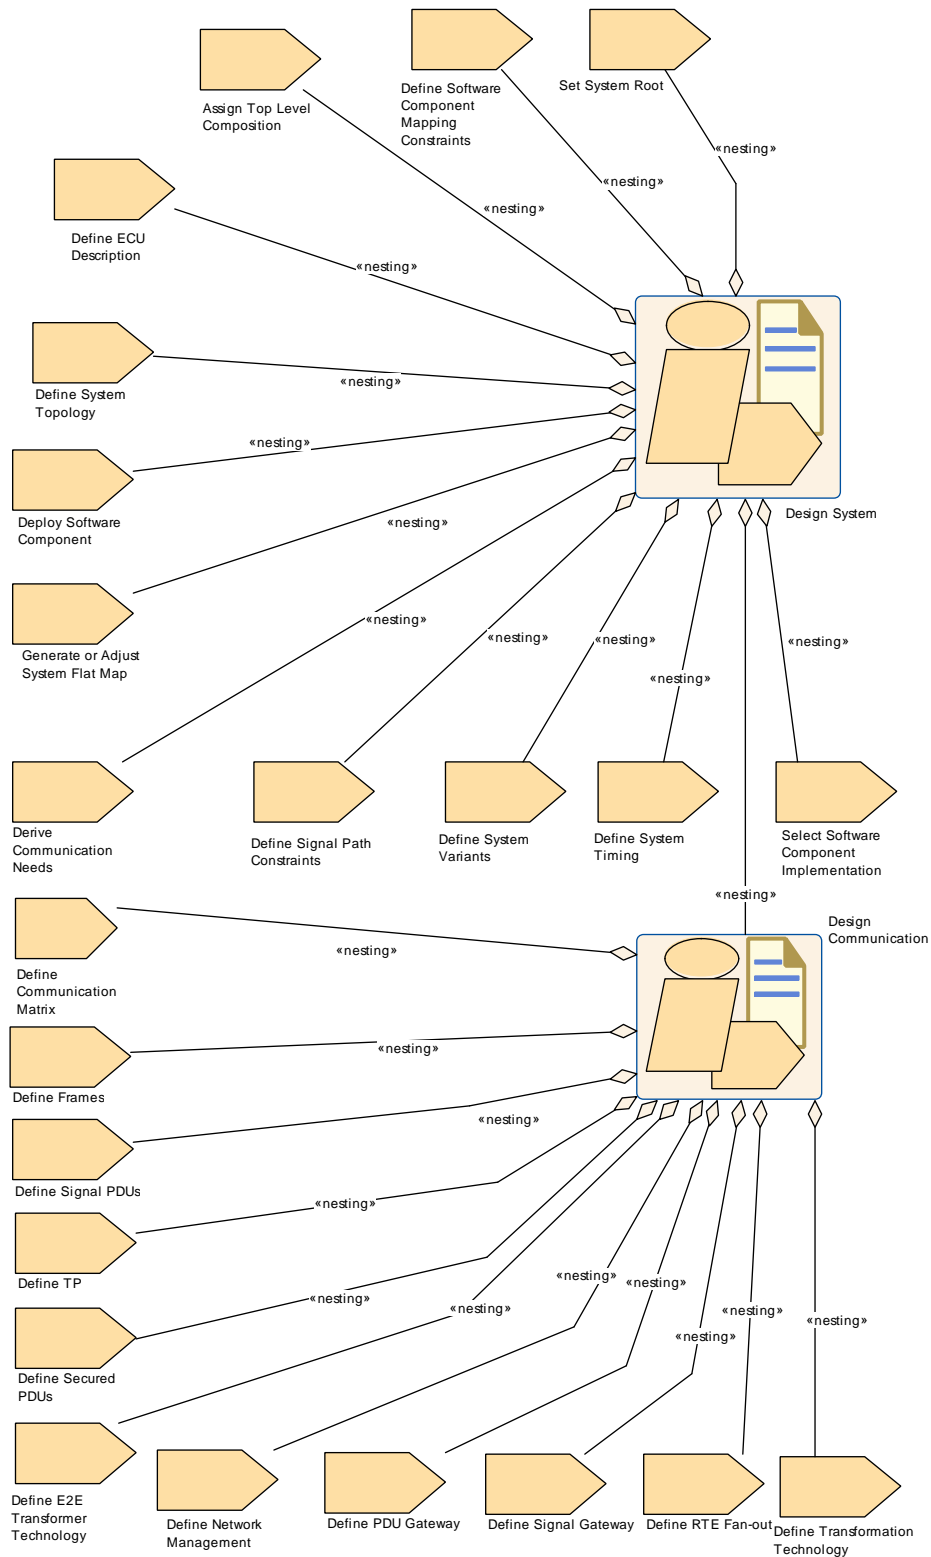 Set System Root
Define Software
Component
Mapping
Constraints
Assign Top Level
Composition
«nesting»
«nesting»
«nesting»
Define ECU
Description
«nesting»
Define System
Topology
«nesting»
«nesting»
Deploy Software
Component
«nesting»
Design System
Generate or Adjust
System Flat Map
«nesting»
«nesting»
«nesting»
«nesting»
«nesting»
Derive
Communication
Needs
Define Signal Path
Constraints
Define System
Variants
Define System
Timing
Select Software
Component
Implementation
«nesting»
Design
Communication
«nesting»
Define
Communication
Matrix
«nesting»
Define Frames
«nesting»
Define Signal PDUs
«nesting»
Define TP
«nesting»
«nesting»
«nesting»
«nesting»
«nesting»
«nesting»
«nesting»
Define Secured
PDUs
Define E2E
Transformer
Technology
Define Network
Management
Define PDU Gateway
Define Signal Gateway
Define RTE Fan-out
Define Transformation
Technology